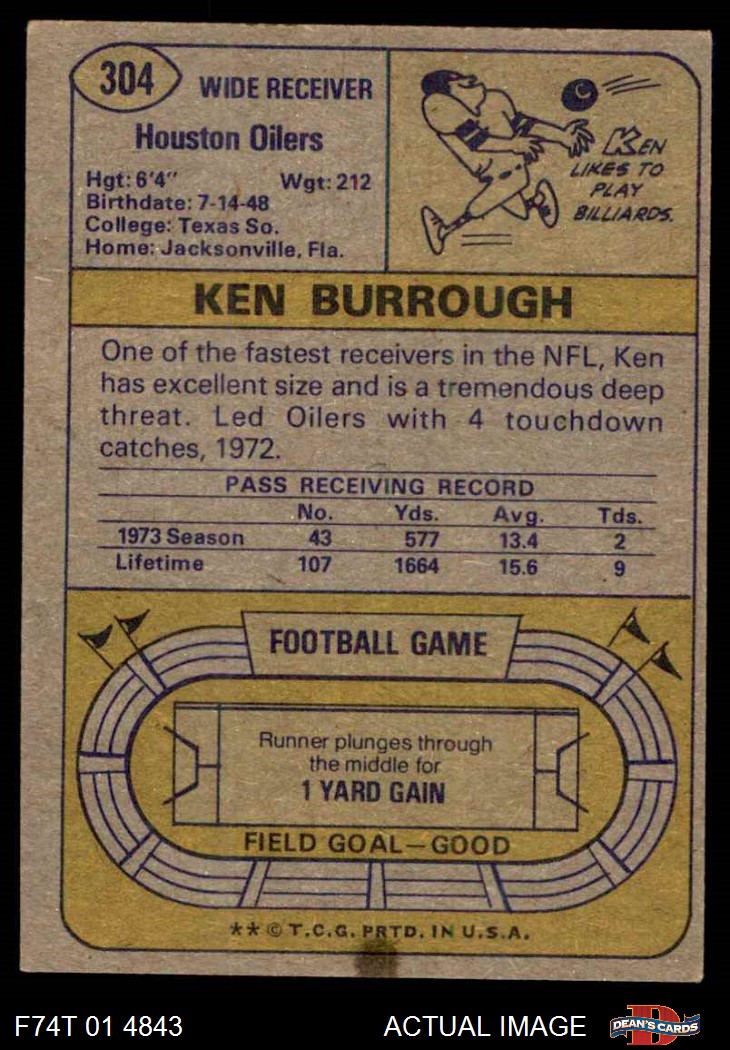 304
WIDE RECEIVER
Houston Oilers
Hgt: 6'4" Wgt: 212
Birthdate: 7-14-48
College: Texas So.
Home: Jacksonville, Fla.
KEN
LIKES TO
PLAY
BILLIARDS.
KEN BURROUGH
One of the fastest receivers in the NFL, Ken
has excellent size and is a tremendous deep
threat. Led Oilers with 4 touchdown
catches, 1972.
PASS RECEIVING RECORD
No. Yds. Avg. Tds.
1973 Season 43 577 13.4 2
Lifetime 107 1664 15.6 9
FOOTBALL GAME
Runner plunges through
the middle for
1 YARD GAIN
FIELD GOAL—GOOD
** © T.C.G. PRTD. IN U.S.A.
F74T 01 4843 ACTUAL IMAGE
D
DEAN'S CARDS